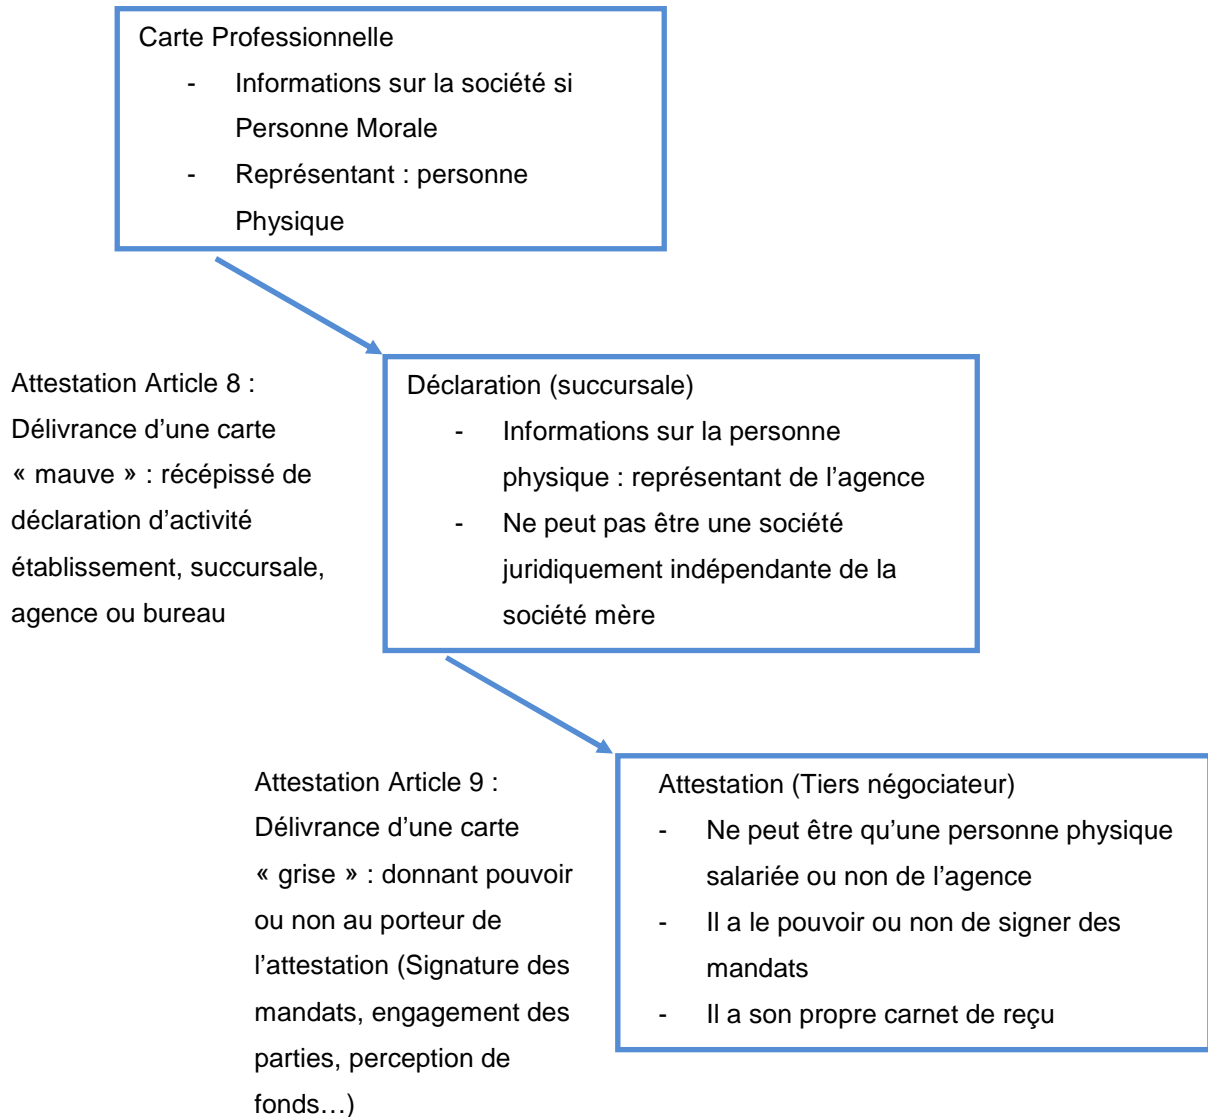 Carte Professionnelle
- Informations sur la société si
Personne Morale
- Représentant : personne
Physique
Attestation Article 8 :
Délivrance d’une carte
« mauve » : récépissé de
déclaration d’activité
établissement, succursale,
agence ou bureau
Déclaration (succursale)
- Informations sur la personne
physique : représentant de l’agence
- Ne peut pas être une société
juridiquement indépendante de la
société mère
Attestation Article 9 :
Délivrance d’une carte
« grise » : donnant pouvoir
ou non au porteur de
l’attestation (Signature des
mandats, engagement des
parties, perception de
fonds…)
Attestation (Tiers négociateur)
- Ne peut être qu’une personne physique
salariée ou non de l’agence
- Il a le pouvoir ou non de signer des
mandats
- Il a son propre carnet de reçu